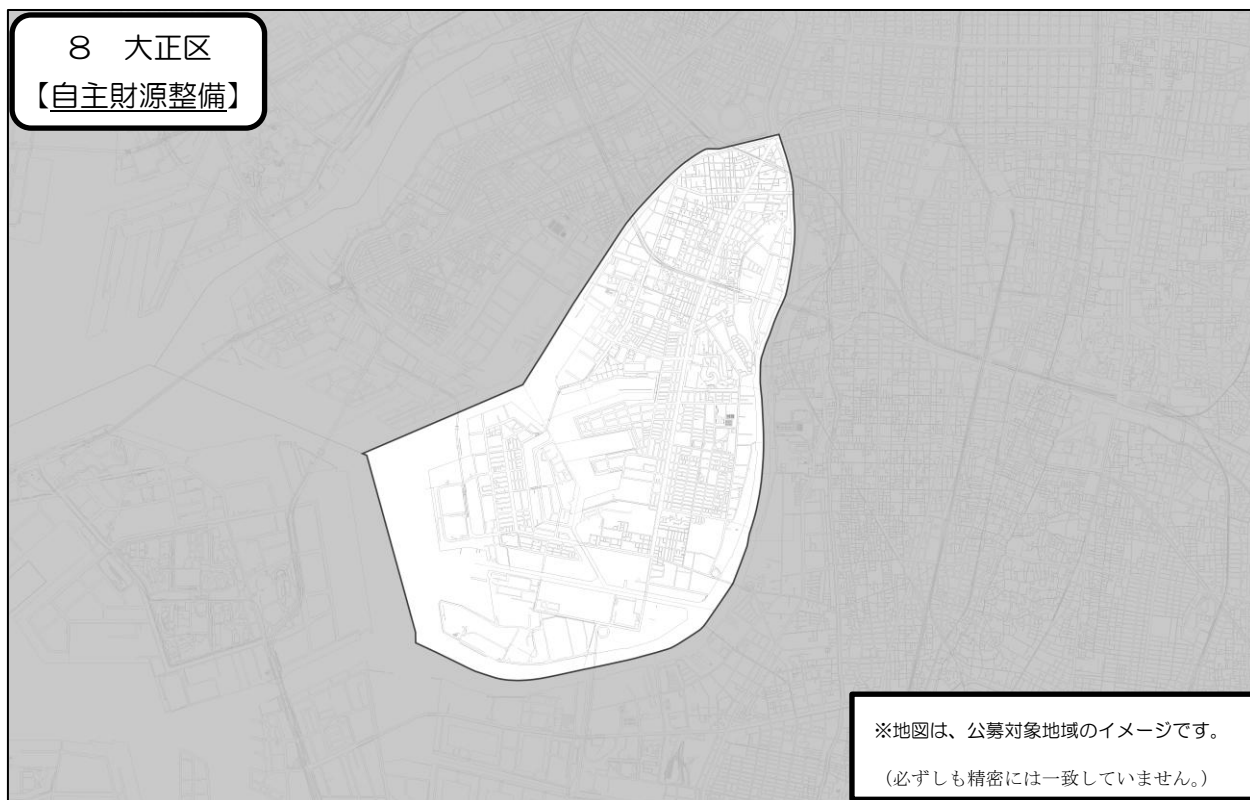 ８　大正区
【自主財源整備】
※地図は、公募対象地域のイメージです。
（必ずしも精密には一致していません。）